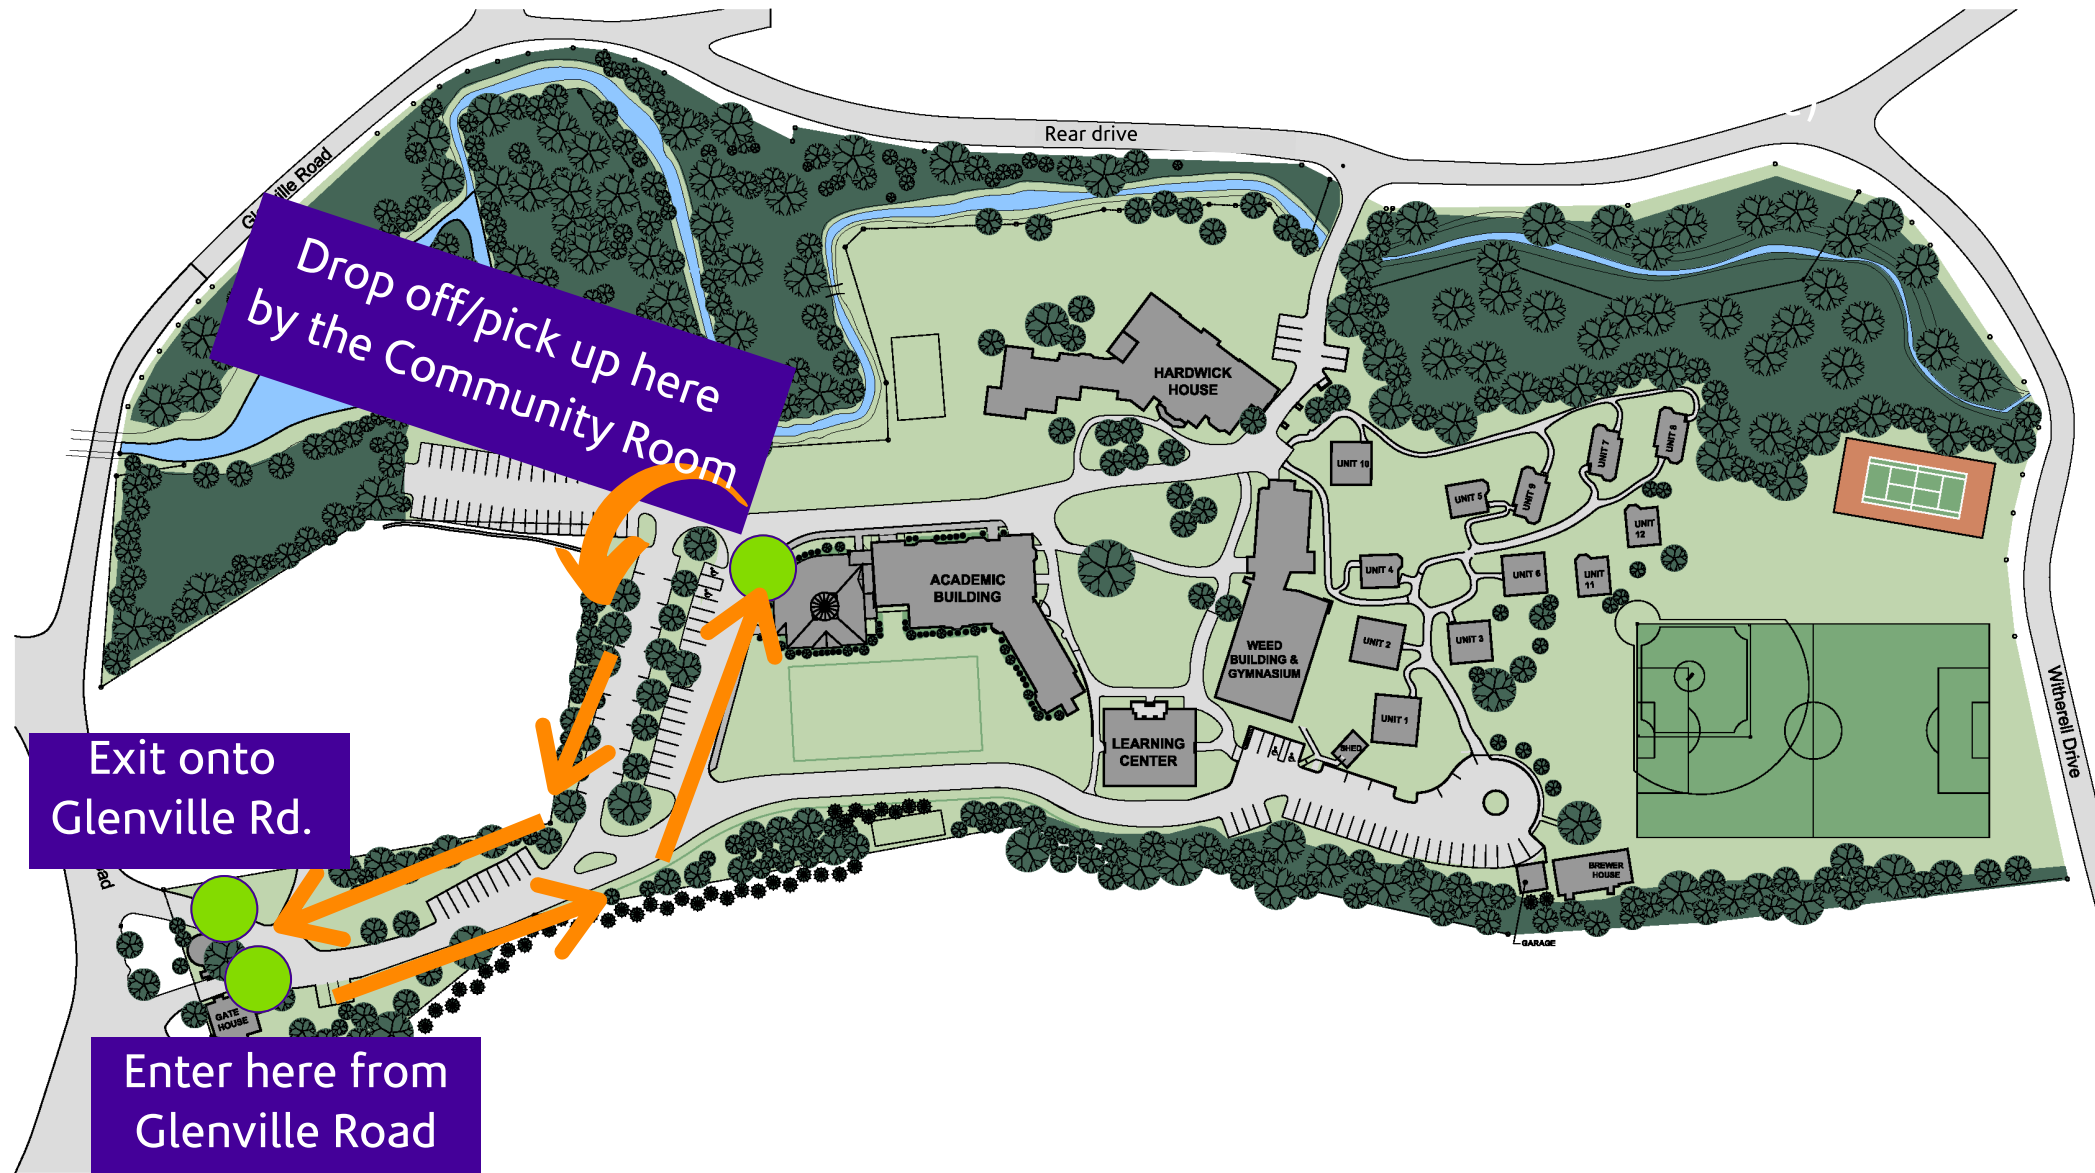 Rear drive
Drop off/pick up here
by the Community Room
HARDWICK
HOUSE
UNIT 10
UNIT 5
UNIT 9
UNIT 7
UNIT 8
UNIT
12
ACADEMIC
BUILDING
UNIT 4
UNIT 6
UNIT
11
WEED
BUILDING &
GYMNASIUM
UNIT 2
UNIT 3
UNIT 1
LEARNING
CENTER
SHED
Witherell Drive
Exit onto
Glenville Rd.
BREWER
HOUSE
GARAGE
GATE
HOUSE
Enter here from
Glenville Road